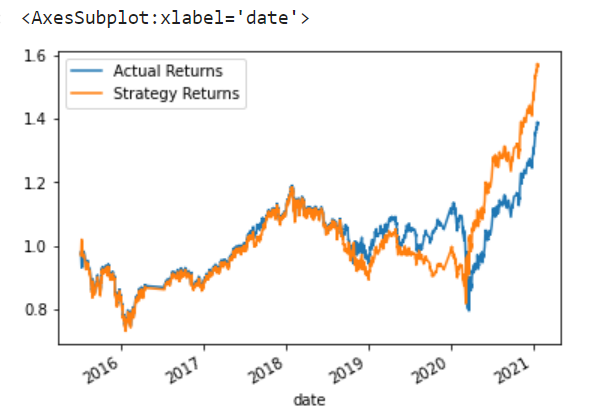 <AxesSubplot:xlabel='date'>
Actual Returns
Strategy Returns
1.6
1.4
1.2
1.0
0.8
2016
2017
2018
2019
2020
2021
date